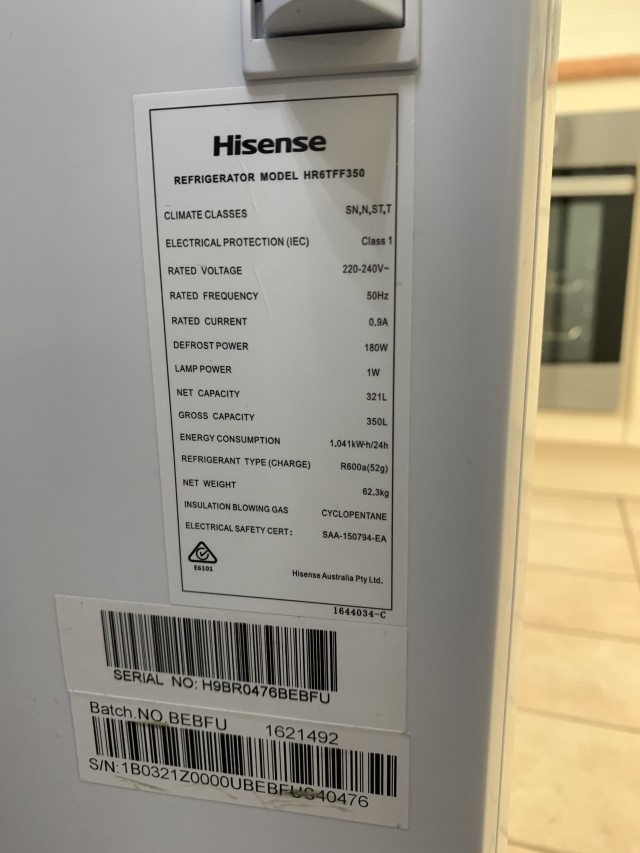 Hisense
REFRIGERATOR MODEL HR6TFF350
CLIMATE CLASSES SN,N,ST,T
ELECTRICAL PROTECTION (IEC) Class 1
RATED VOLTAGE 220-240V~
RATED FREQUENCY 50Hz
RATED CURRENT 0.9A
DEFROST POWER 180W
LAMP POWER 1W
NET CAPACITY 321L
GROSS CAPACITY 350L
ENERGY CONSUMPTION 1.041kW·h/24h
REFRIGERANT TYPE (CHARGE) R600a(52g)
NET WEIGHT 62.3kg
INSULATION BLOWING GAS CYCLOPENTANE
ELECTRICAL SAFETY CERT: SAA-150794-EA
E6101
Hisense Australia Pty Ltd.
1644034-C
SERIAL NO: H9BR0476BEBFU
Batch.NO BEBFU 1621492
S/N:1B0321Z0000UBEBFUS40476